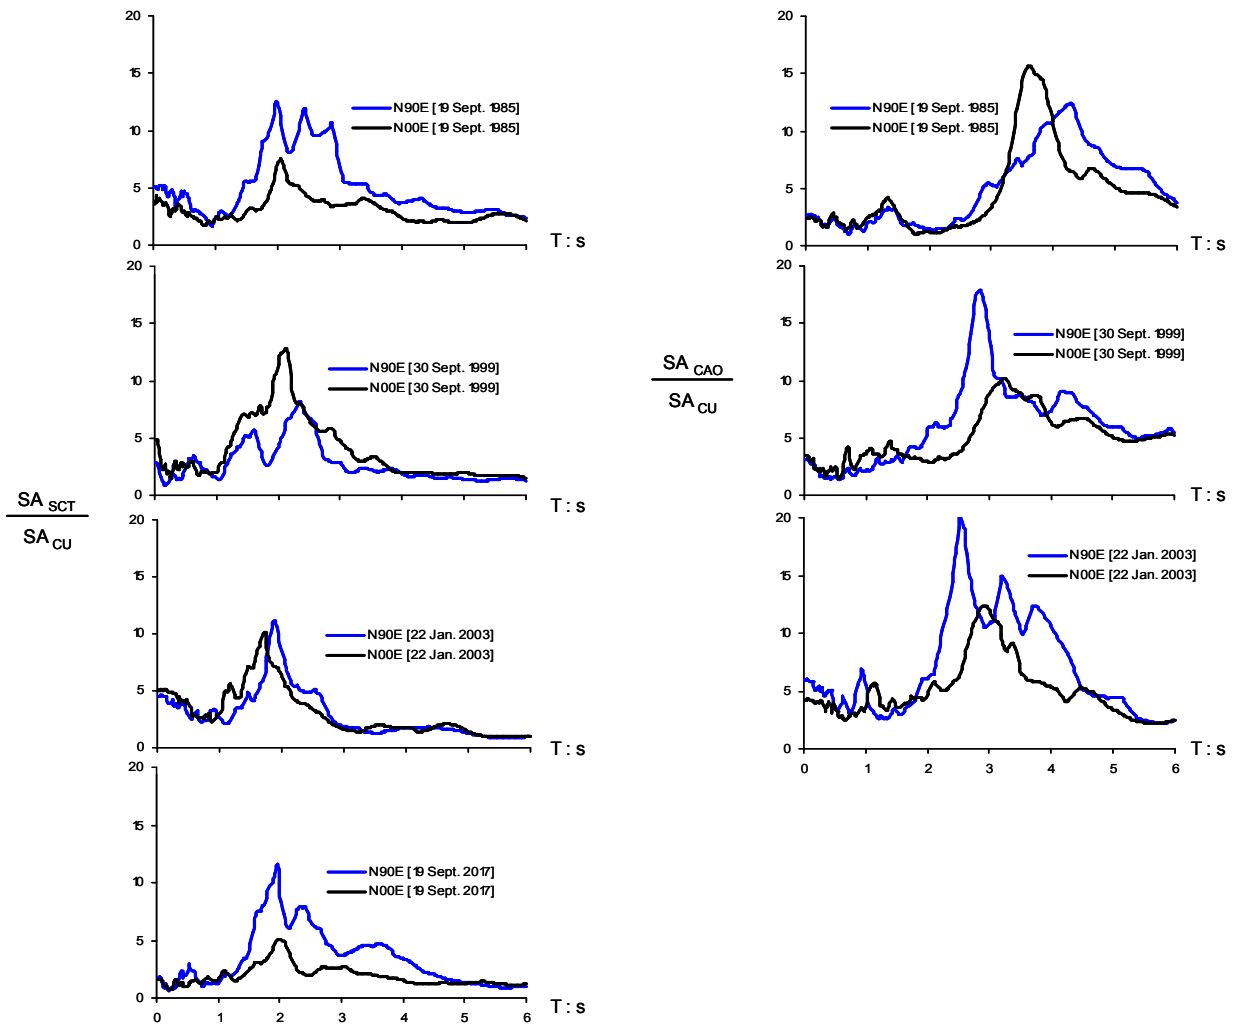 20
15
10
5
0
N90E [19 Sept. 1985]
N00E [19 Sept. 1985]
T : s
20
15
10
5
0
N90E [30 Sept. 1999]
N00E [30 Sept. 1999]
T : s
SA SCT
SA CU
20
15
10
5
0
N90E [22 Jan. 2003]
N00E [22 Jan. 2003]
T : s
20
15
10
5
0
N90E [19 Sept. 2017]
N00E [19 Sept. 2017]
T : s
0 1 2 3 4 5 6
20
15
10
5
0
N90E [19 Sept. 1985]
N00E [19 Sept. 1985]
T : s
SA CAO
SA CU
20
15
10
5
0
N90E [30 Sept. 1999]
N00E [30 Sept. 1999]
T : s
20
15
10
5
0
N90E [22 Jan. 2003]
N00E [22 Jan. 2003]
T : s
0 1 2 3 4 5 6